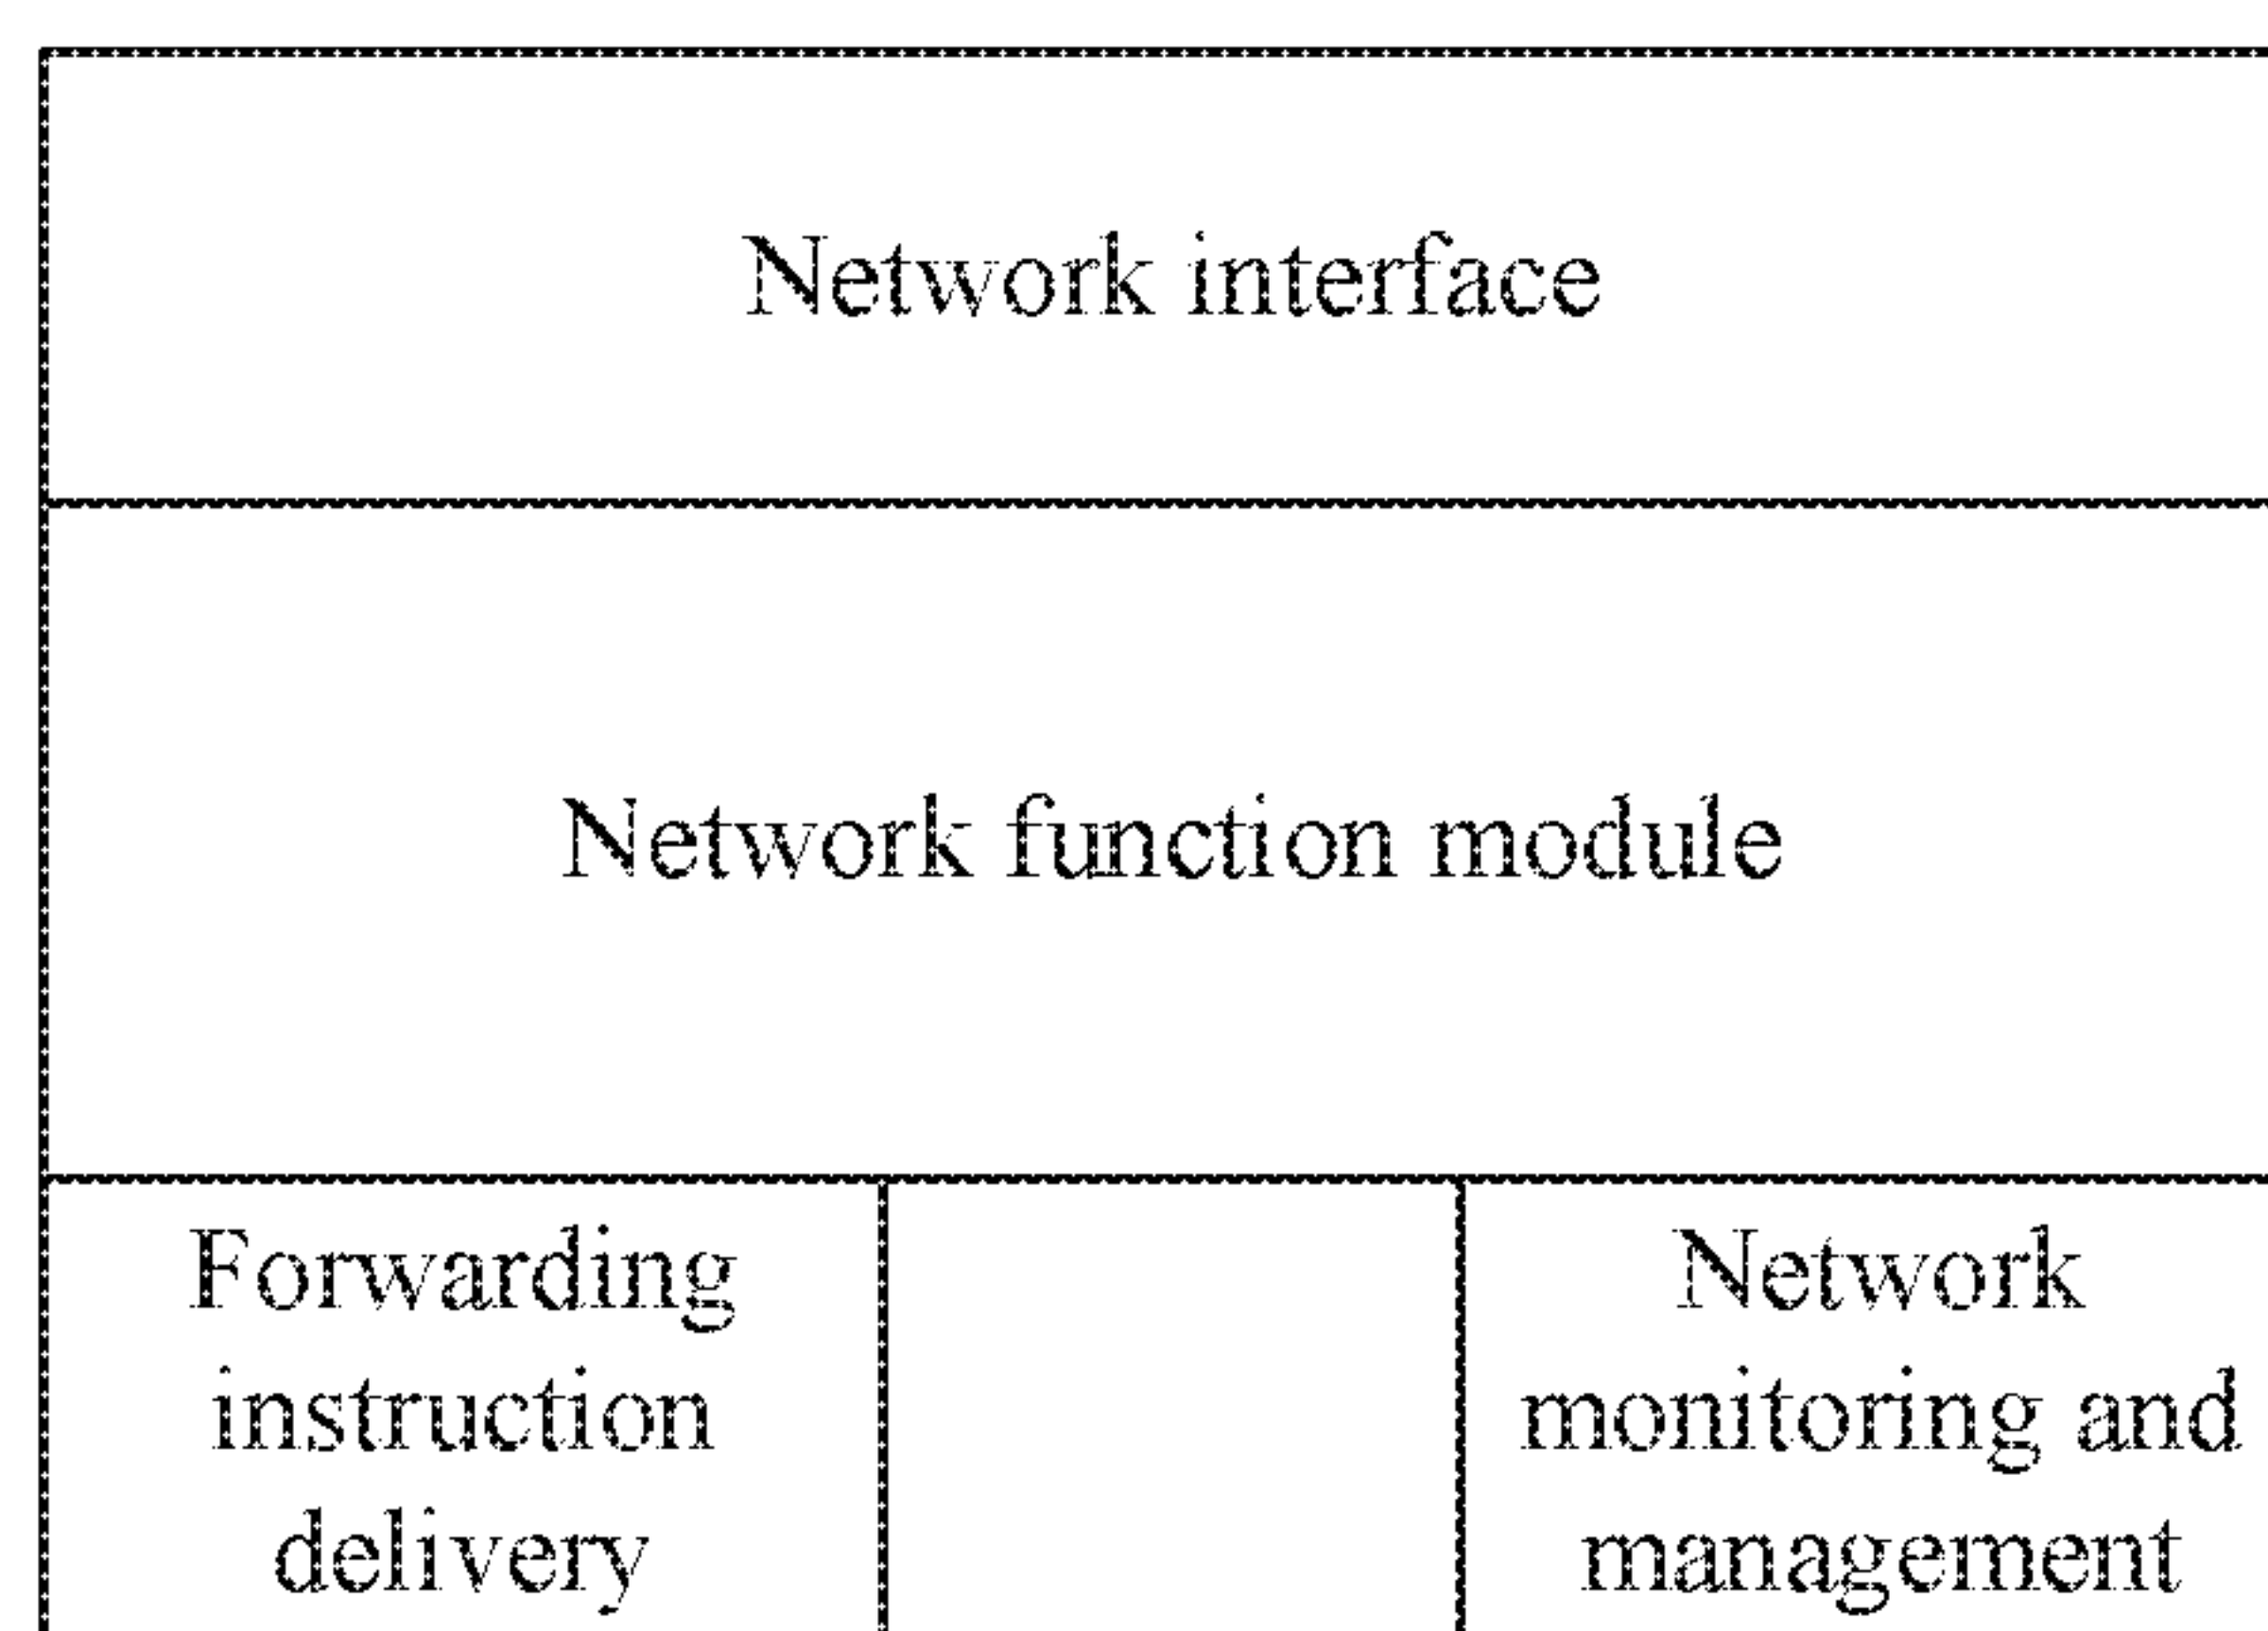 Network interface
Network function module
Forwarding
instruction
delivery
Network
monitoring and
management